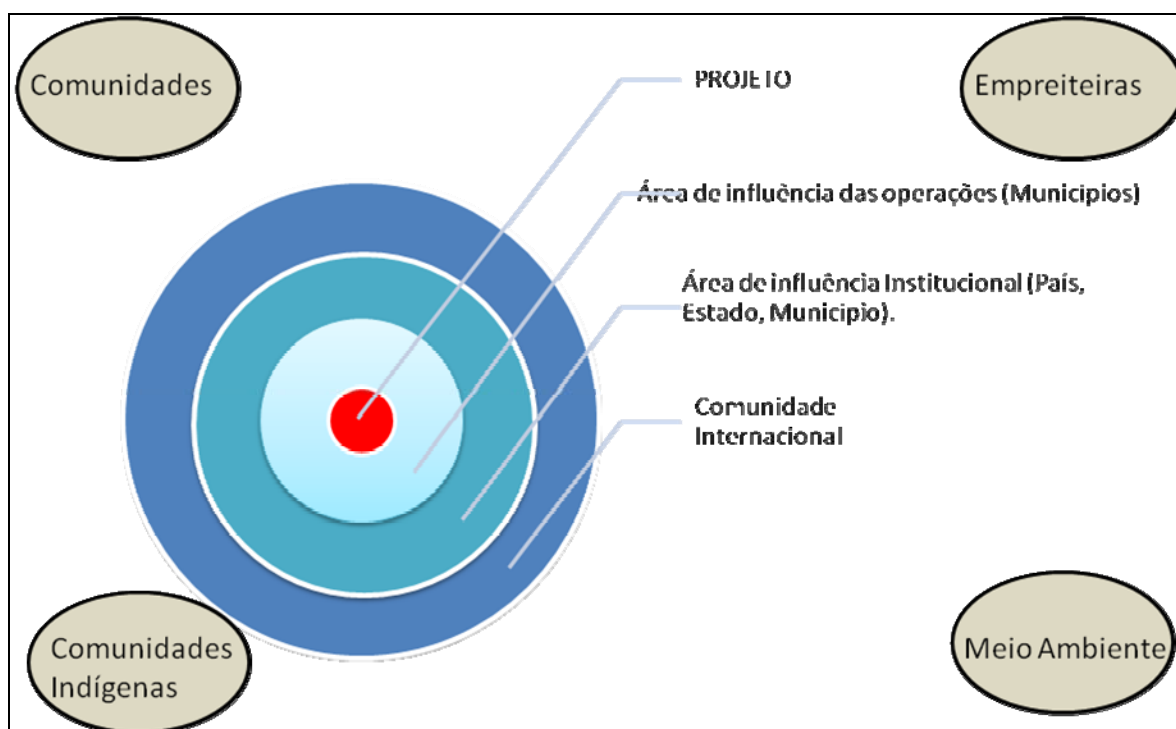 Comunidades
PROJETO
Empreiteiras
Área de influência das operações (Municipios)
Área de influência Institucional (País,
Estado, Municipio).
Comunidade
Internacional
Comunidades
Indígenas
Meio Ambiente